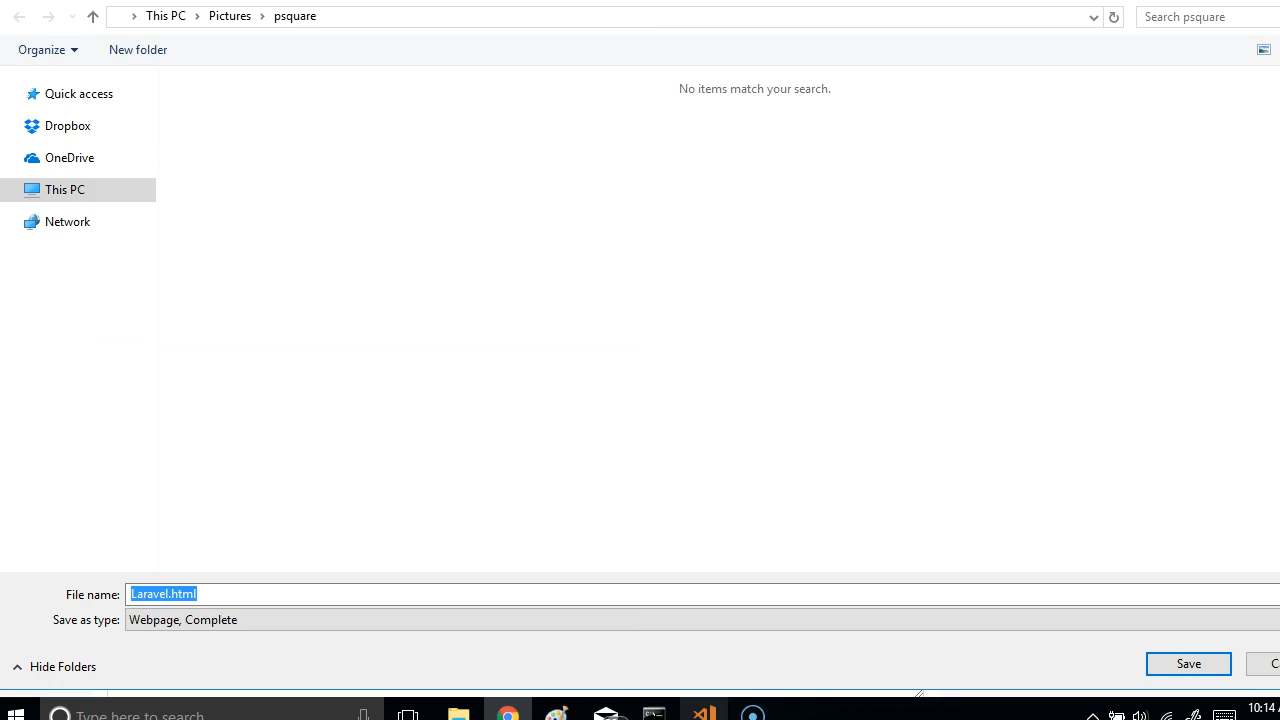 This PC > Pictures > psquare
Search psquare
Organize
New folder
Quick access
No items match your search.
Dropbox
OneDrive
This PC
Network
File name: Laravel.html
Save as type: Webpage, Complete
Hide Folders
Save
C
Type here to search
10:14